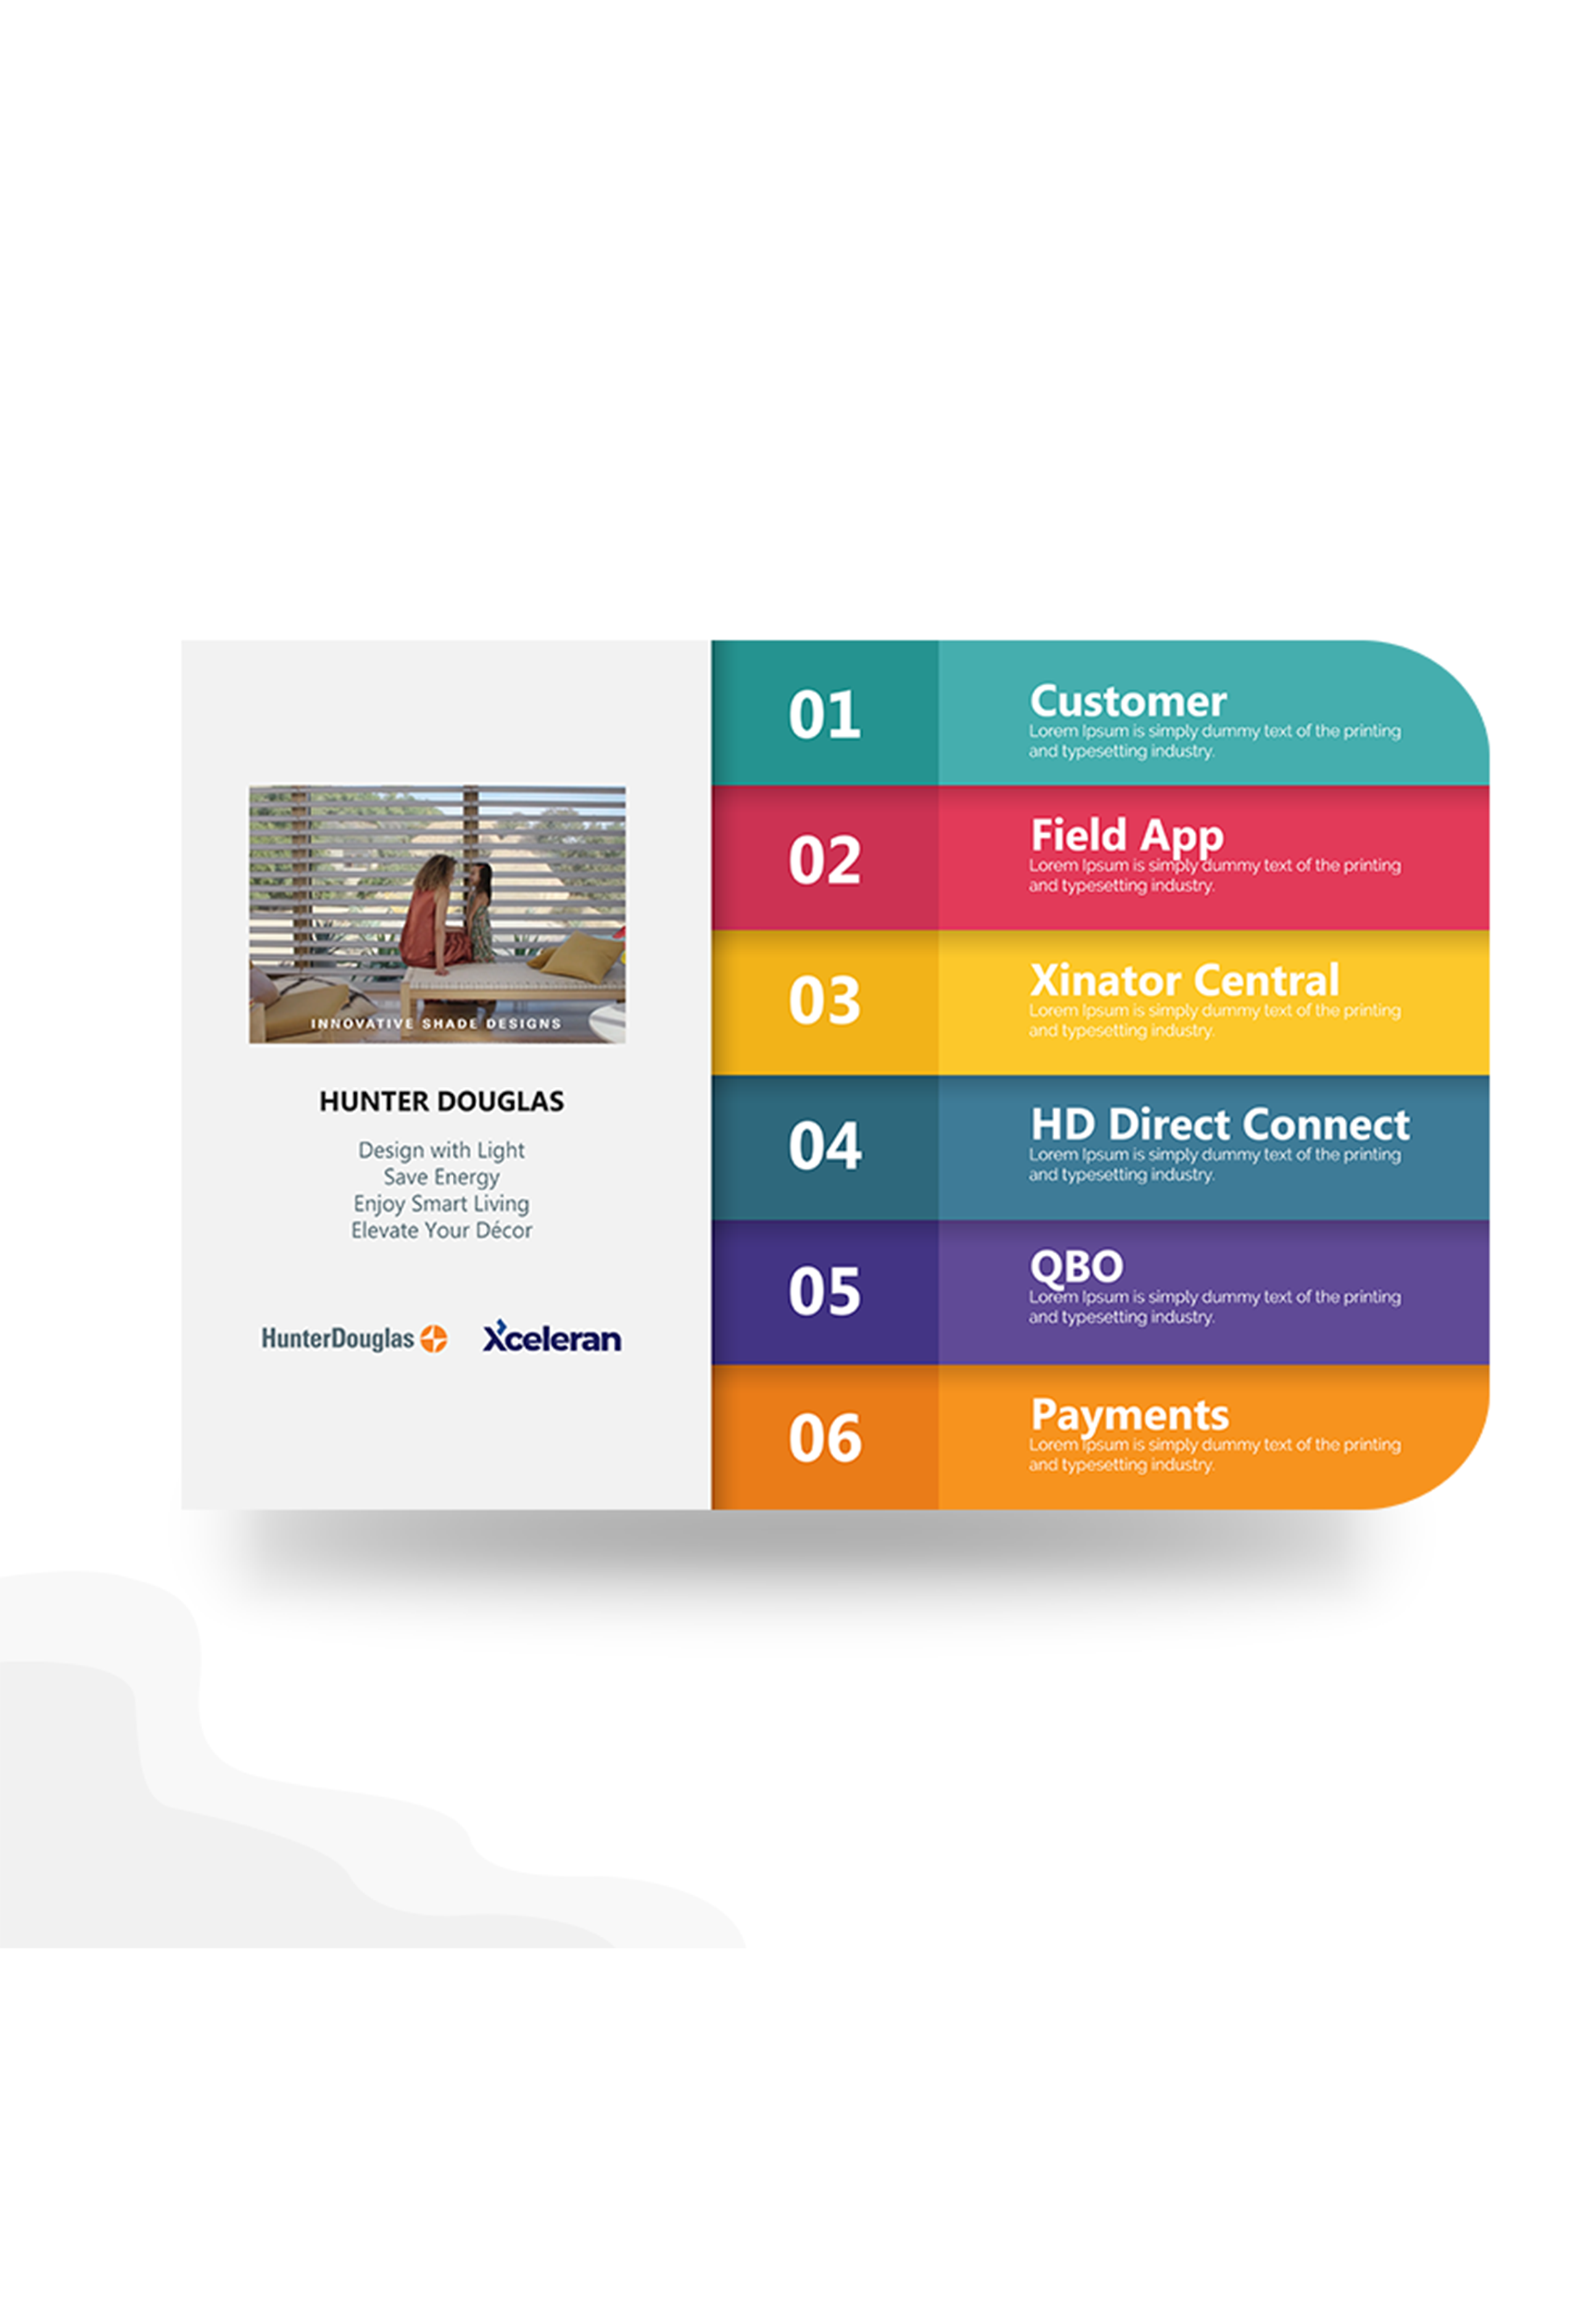 INNOVATIVE SHADE DESIGNS
HUNTER DOUGLAS
Design with Light
Save Energy
Enjoy Smart Living
Elevate Your Décor
HunterDouglas
Xceleran
01
Customer
Lorem Ipsum is simply dummy text of the printing
and typesetting industry.
02
Field App
Lorem Ipsum is simply dummy text of the printing
and typesetting industry.
03
Xinator Central
Lorem Ipsum is simply dummy text of the printing
and typesetting industry.
04
HD Direct Connect
Lorem Ipsum is simply dummy text of the printing
and typesetting industry.
05
QBO
Lorem Ipsum is simply dummy text of the printing
and typesetting industry.
06
Payments
Lorem Ipsum is simply dummy text of the printing
and typesetting industry.